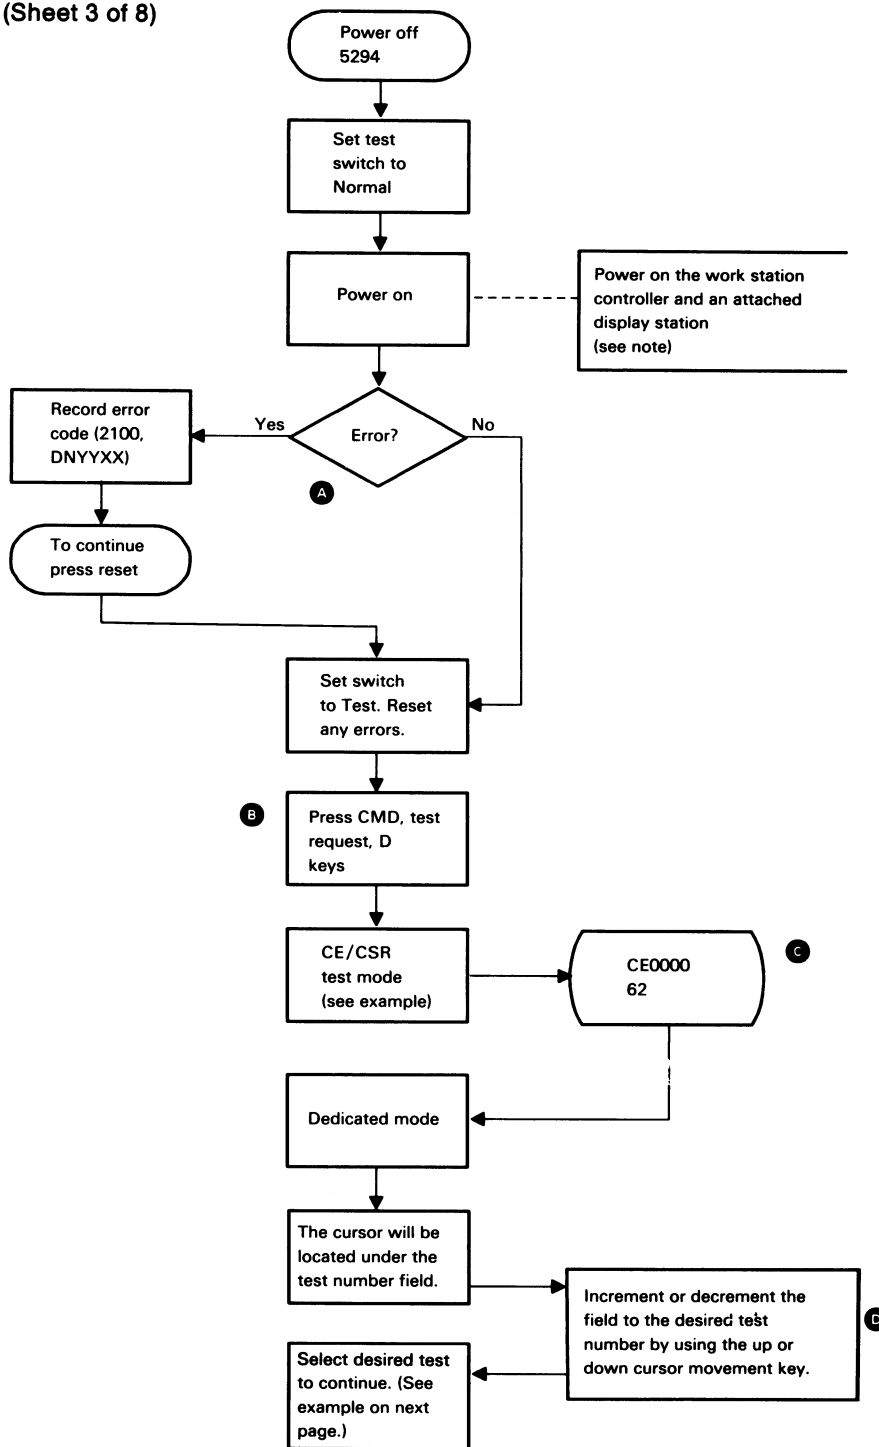 (Sheet 3 of 8)
Power off
5294
Set test
switch to
Normal
Power on
Power on the work station
controller and an attached
display station
(see note)
Error?
Yes
No
A
Record error
code (2100,
DNYYXX)
To continue
press reset
Set switch
to Test. Reset
any errors.
B
Press CMD, test
request, D
keys
CE/CSR
test mode
(see example)
CE0000
62
C
Dedicated mode
The cursor will be
located under the
test number field.
Increment or decrement the
field to the desired test
number by using the up or
down cursor movement key.
D
Select desired test
to continue. (See
example on next
page.)